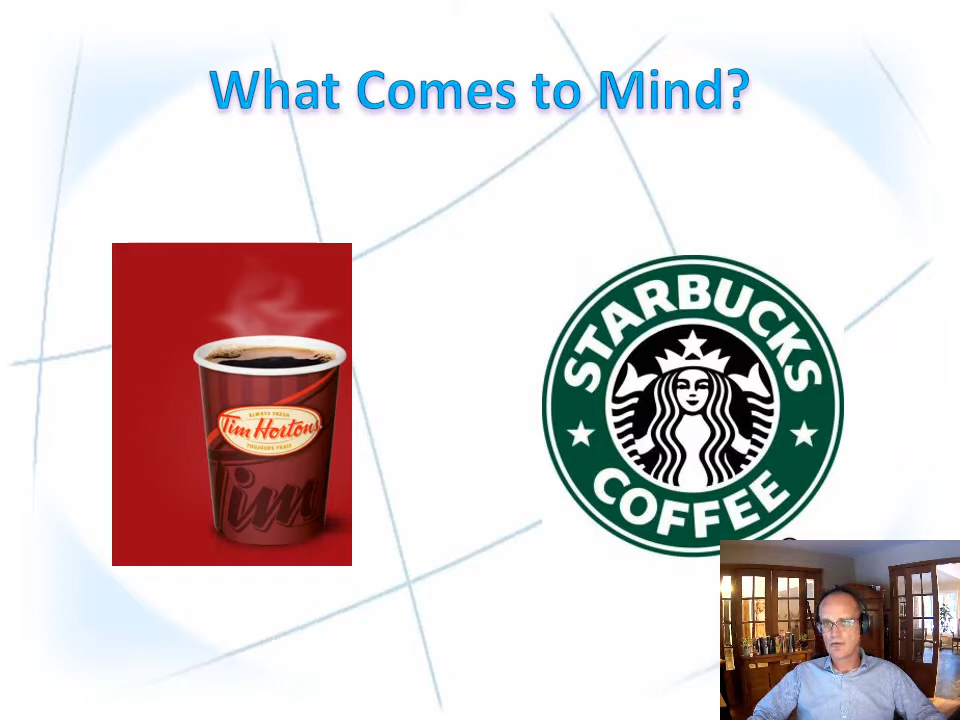 What Comes to Mind?
ALWAYS FRESH
Tim Hortons
TOUJOURS FRAIS
Tim
STARBUCKS
COFFEE